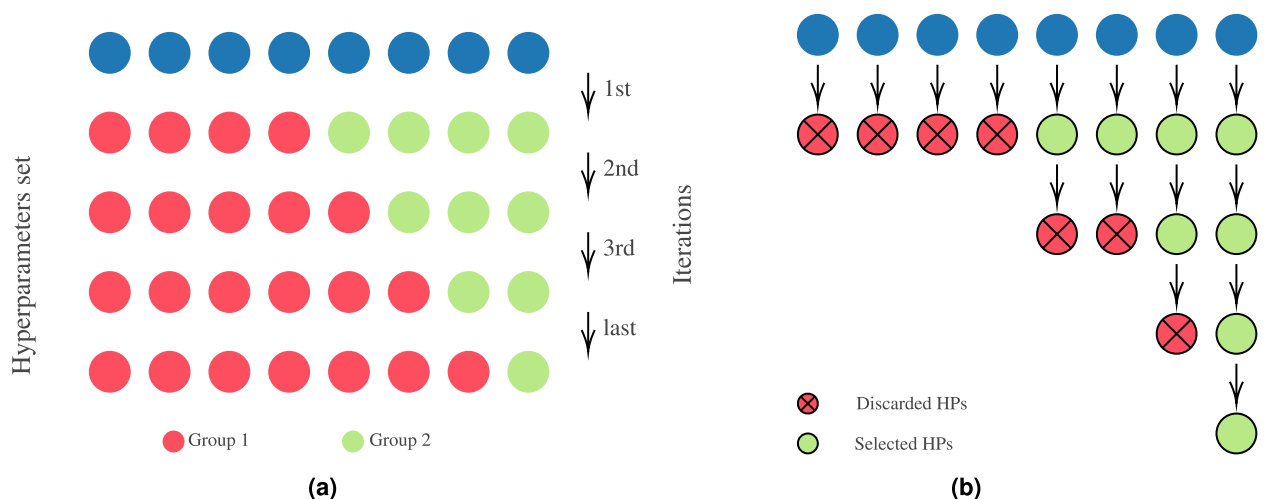 Hyperparameters set
1st
2nd
3rd
last
Group 1
Group 2
(a)
Iterations
Discarded HPs
Selected HPs
(b)